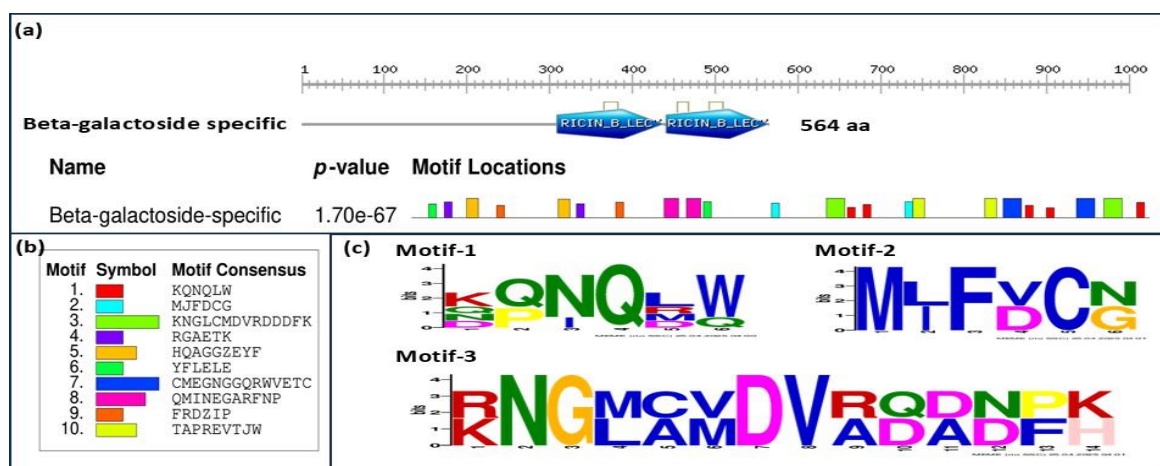 (a)
1 100 200 300 400 500 600 700 800 900 1000
Beta-galactoside specific
RICIN_B_LEC
RICIN_B_LEC
564 aa
Name p-value Motif Locations
Beta-galactoside-specific 1.70e-67
(b)
Motif Symbol Motif Consensus
1. KQNQLW
2. MJFDCG
3. KNGLCMDVRDDDFK
4. RGAETK
5. HQAGGZEYF
6. YFLELE
7. CMEGNGGQRWVETC
8. QMINEGARFNP
9. FRDZIP
10. TAPREVTJW
(c)
Motif-1
Motif-2
Motif-3